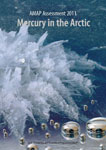 AMAP Assessment 2011:
Mercury in the Arctic